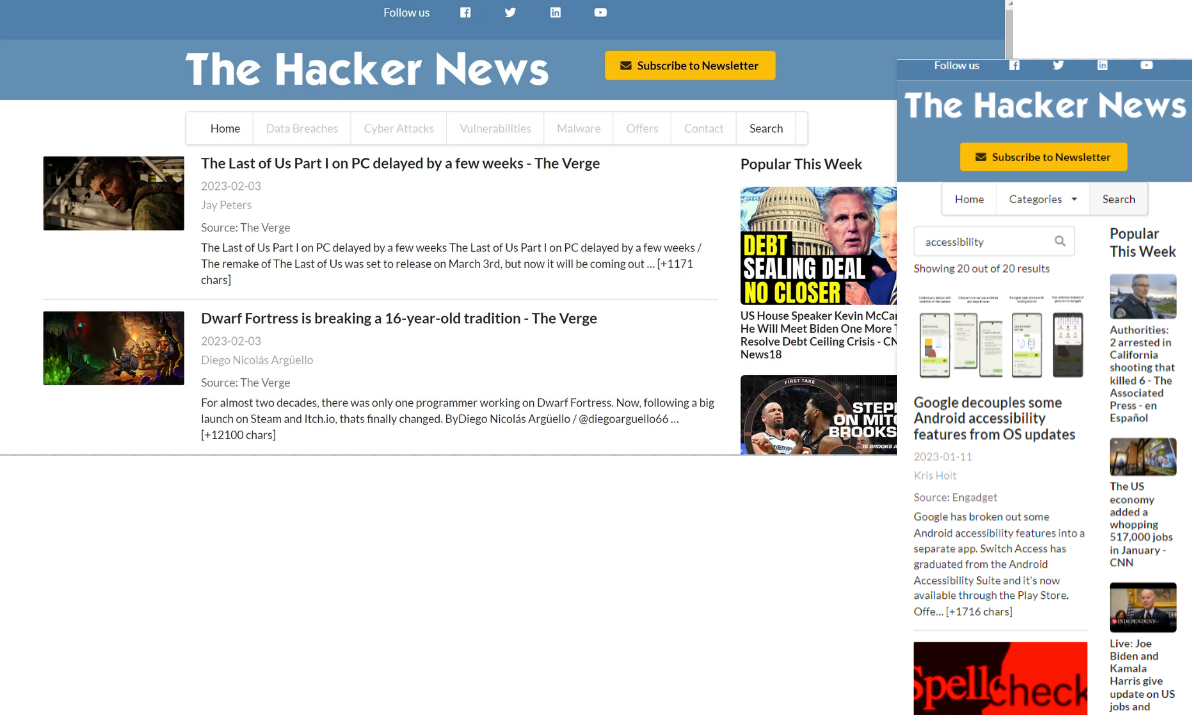 Follow us
The Hacker News
Subscribe to Newsletter
Home Data Breaches Cyber Attacks Vulnerabilities Malware Offers Contact Search
The Last of Us Part I on PC delayed by a few weeks - The Verge
2023-02-03
Jay Peters
Source: The Verge
The Last of Us Part I on PC delayed by a few weeks The Last of Us Part I on PC delayed by a few weeks /
The remake of The Last of Us was set to release on March 3rd, but now it will be coming out … [+1171
chars]
Dwarf Fortress is breaking a 16-year-old tradition - The Verge
2023-02-03
Diego Nicolás Argüello
Source: The Verge
For almost two decades, there was only one programmer working on Dwarf Fortress. Now, following a big
launch on Steam and Itch.io, thats finally changed. ByDiego Nicolás Argüello / @diegoarguello66 …
[+12100 chars]
Popular This Week
DEBT
SEALING DEAL
NO CLOSER
US House Speaker Kevin McCar
He Will Meet Biden One More T
Resolve Debt Ceiling Crisis - CN
News18
FIRST TAKE
STEP
ON MITC
BROOKS
Follow us
The Hacker News
Subscribe to Newsletter
Home Categories Search
accessibility
Showing 20 out of 20 results
Google decouples some
Android accessibility
features from OS updates
2023-01-11
Kris Holt
Source: Engadget
Google has broken out some
Android accessibility features into a
separate app. Switch Access has
graduated from the Android
Accessibility Suite and it's now
available through the Play Store.
Offe… [+1716 chars]
Spellcheck
Popular
This Week
Authorities:
2 arrested in
California
shooting that
killed 6 - The
Associated
Press - en
Español
The US
economy
added a
whopping
517,000 jobs
in January -
CNN
INDEPENDENT
Live: Joe
Biden and
Kamala
Harris give
update on US
jobs and